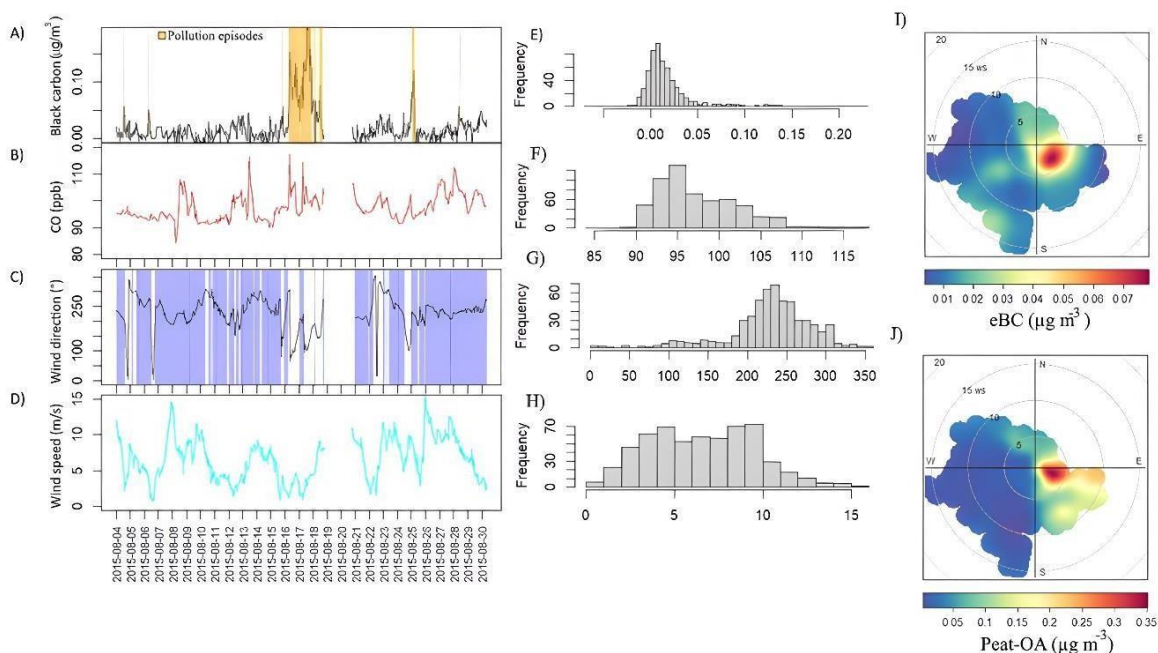 A)
Black carbon (ug/m³)
0.10
0.00
Pollution episodes
B)
CO (ppb)
110
100
90
80
C)
Wind direction (°)
250
100
0
D)
Wind speed (m/s)
15
10
5
0
2015-08-04
2015-08-05
2015-08-06
2015-08-07
2015-08-08
2015-08-09
2015-08-10
2015-08-11
2015-08-12
2015-08-13
2015-08-14
2015-08-15
2015-08-16
2015-08-17
2015-08-18
2015-08-19
2015-08-20
2015-08-21
2015-08-22
2015-08-23
2015-08-24
2015-08-25
2015-08-26
2015-08-27
2015-08-28
2015-08-29
2015-08-30
E)
Frequency
0 40
0.00 0.05 0.10 0.15 0.20
F)
Frequency
0 60
85 90 95 100 105 110 115
G)
Frequency
0 30 60
0 50 100 150 200 250 300 350
H)
Frequency
0 30 70
0 5 10 15
I)
20
15 ws
10
5
N
W
E
S
0.01 0.02 0.03 0.04 0.05 0.06 0.07
eBC (µg m³)
J)
20
15 ws
10
5
N
W
E
S
0.05 0.1 0.15 0.2 0.25 0.3 0.35
Peat-OA (µg m⁻³)